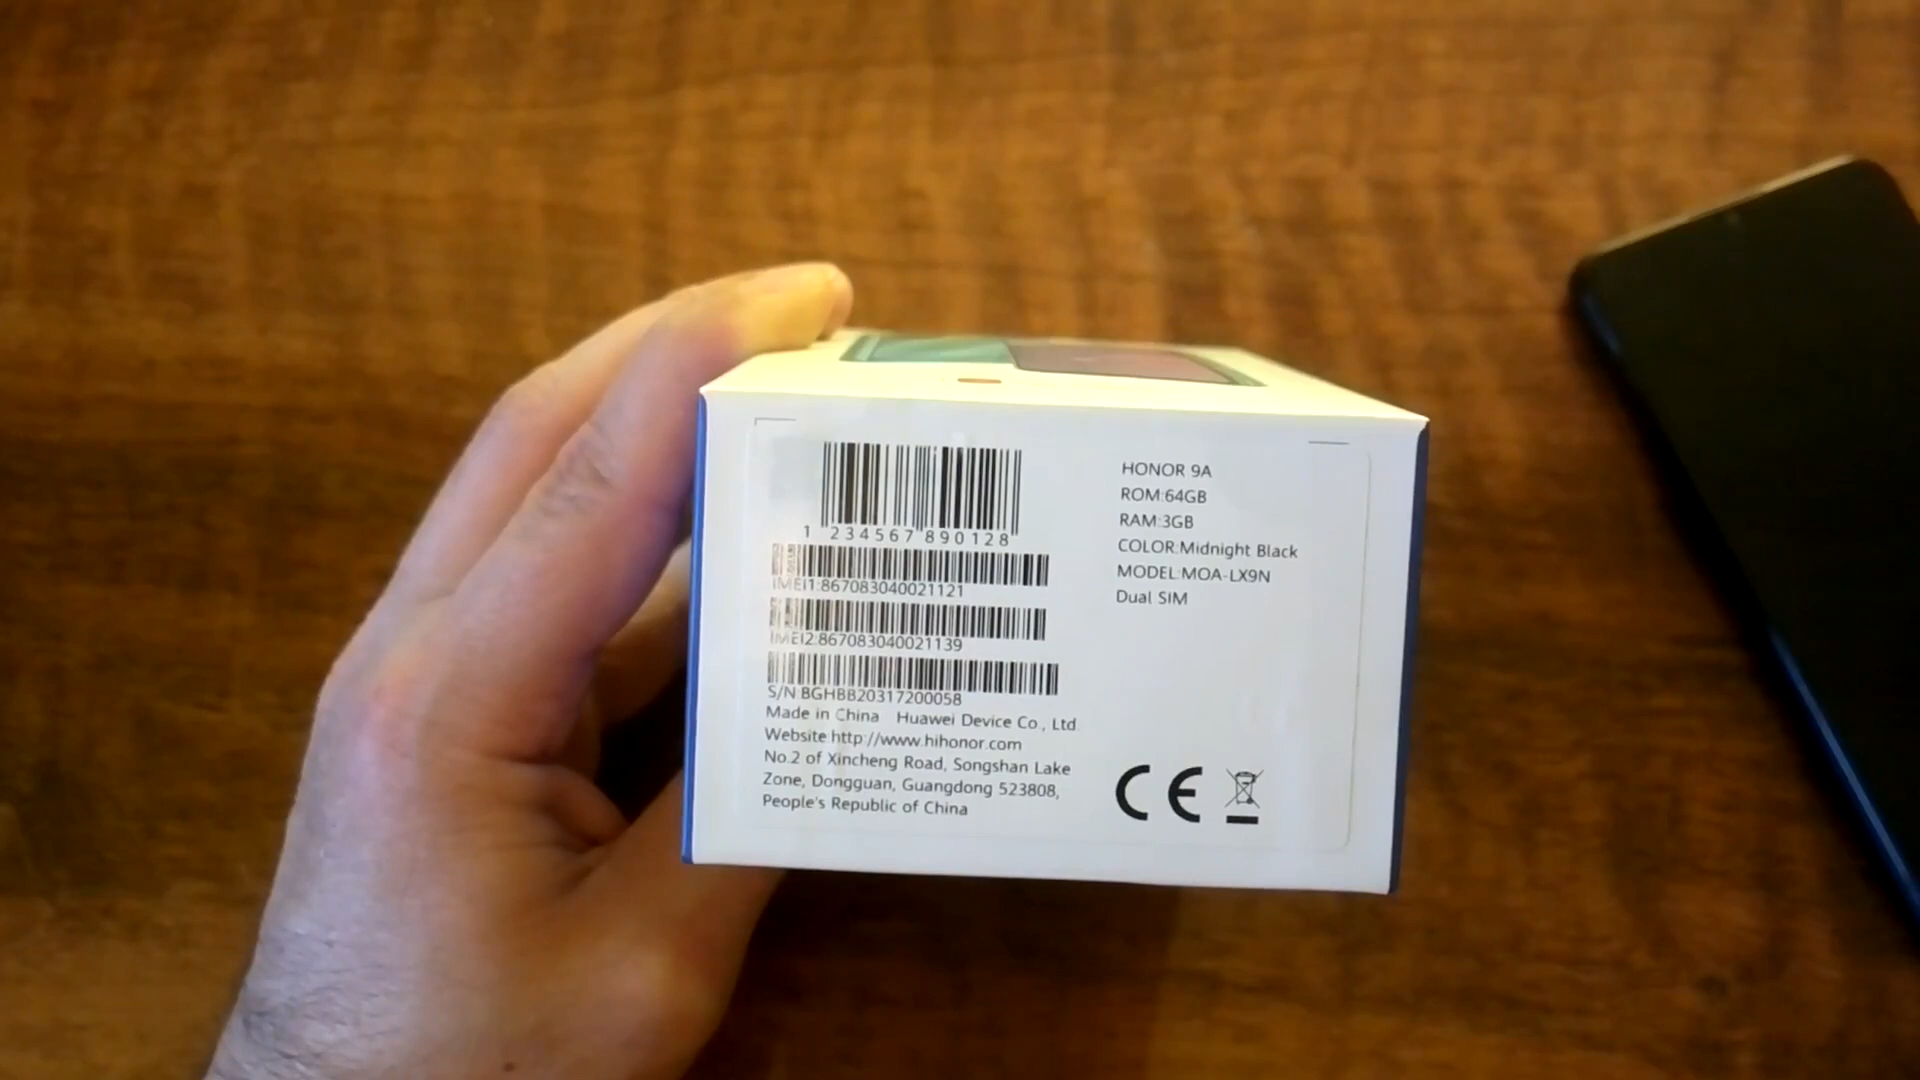 1 234567 890128
IMEI1:867083040021121
IMEI2:867083040021139
S/N:BGHBB20317200058
Made in China Huawei Device Co., Ltd.
Website:http://www.hihonor.com
No.2 of Xincheng Road, Songshan Lake
Zone, Dongguan, Guangdong 523808,
People's Republic of China
HONOR 9A
ROM:64GB
RAM:3GB
COLOR:Midnight Black
MODEL:MOA-LX9N
Dual SIM
CE